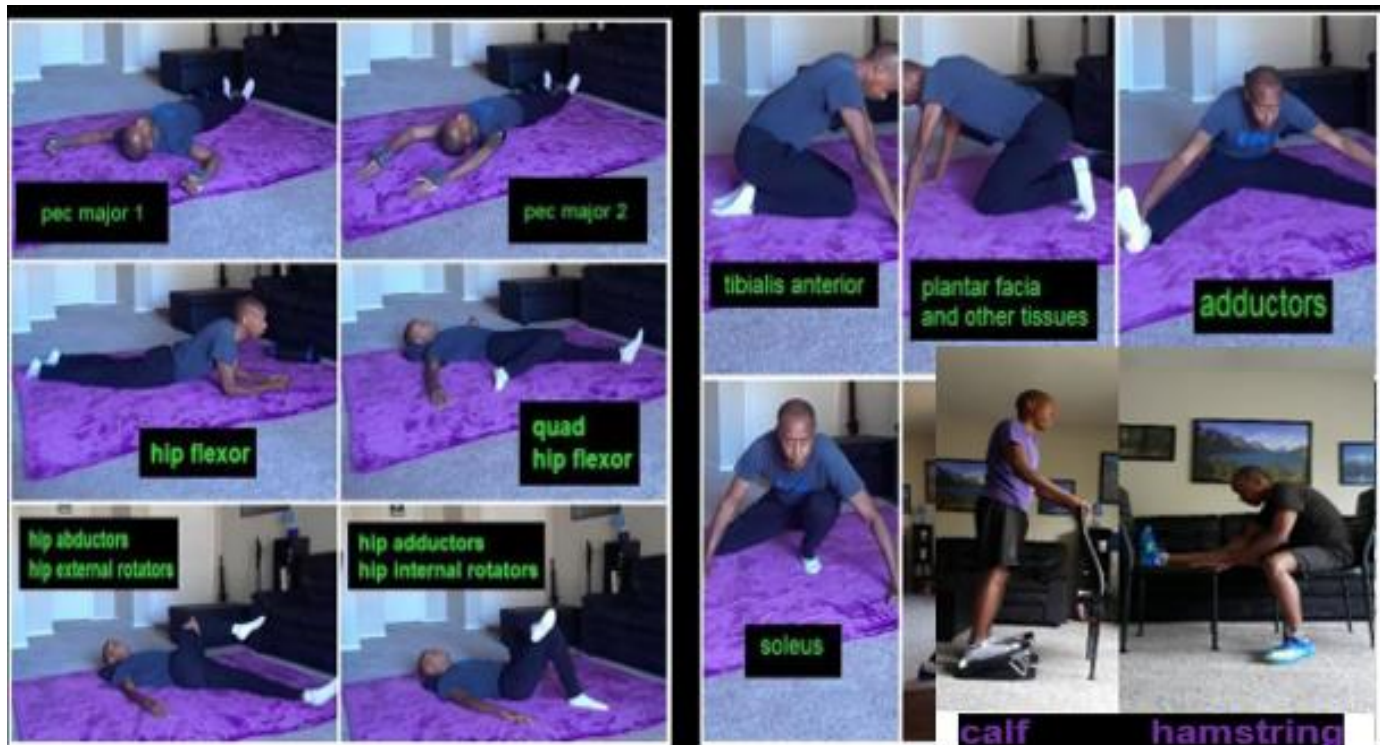 pec major 1
pec major 2
hip flexor
quad
hip flexor
hip abductors
hip external rotators
hip adductors
hip internal rotators
tibialis anterior
plantar facia
and other tissues
adductors
soleus
calf
hamstring